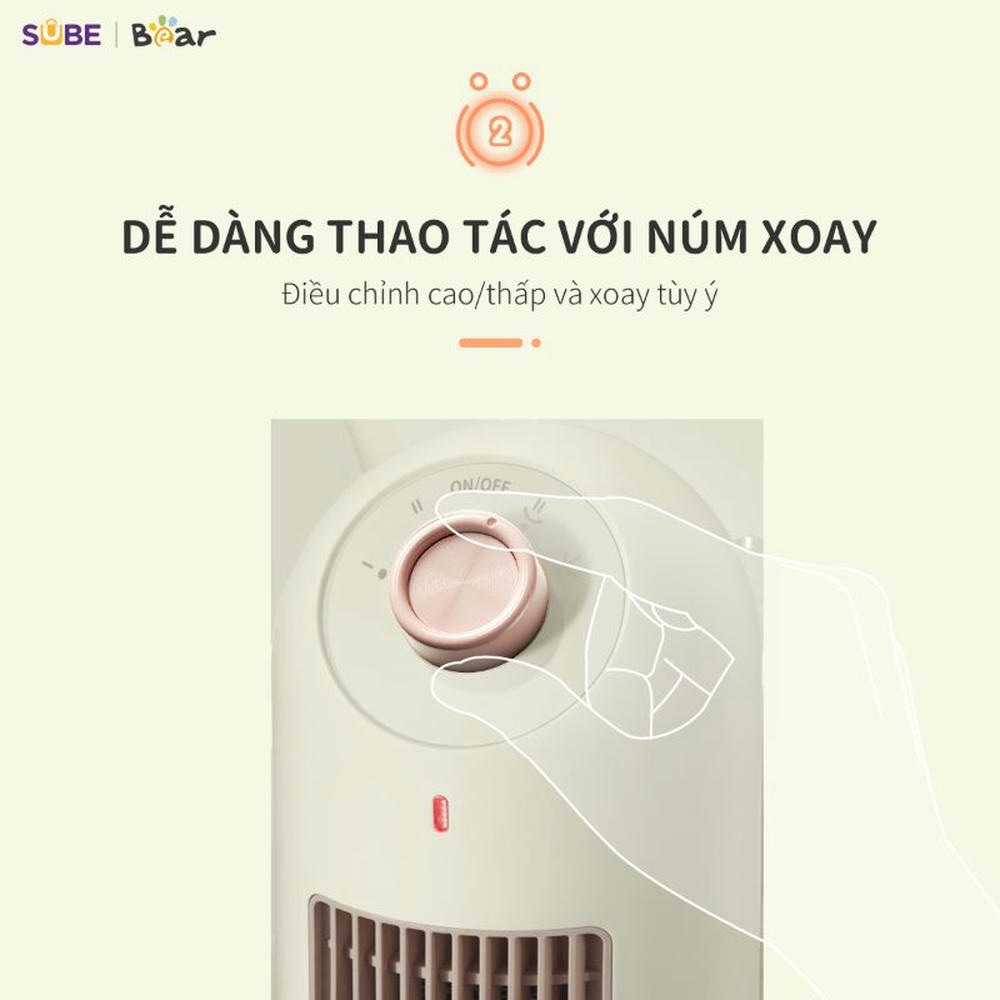 SUBE | Bear
2
DỄ DÀNG THAO TÁC VỚI NÚM XOAY
Điều chỉnh cao/thấp và xoay tùy ý
ON/OFF